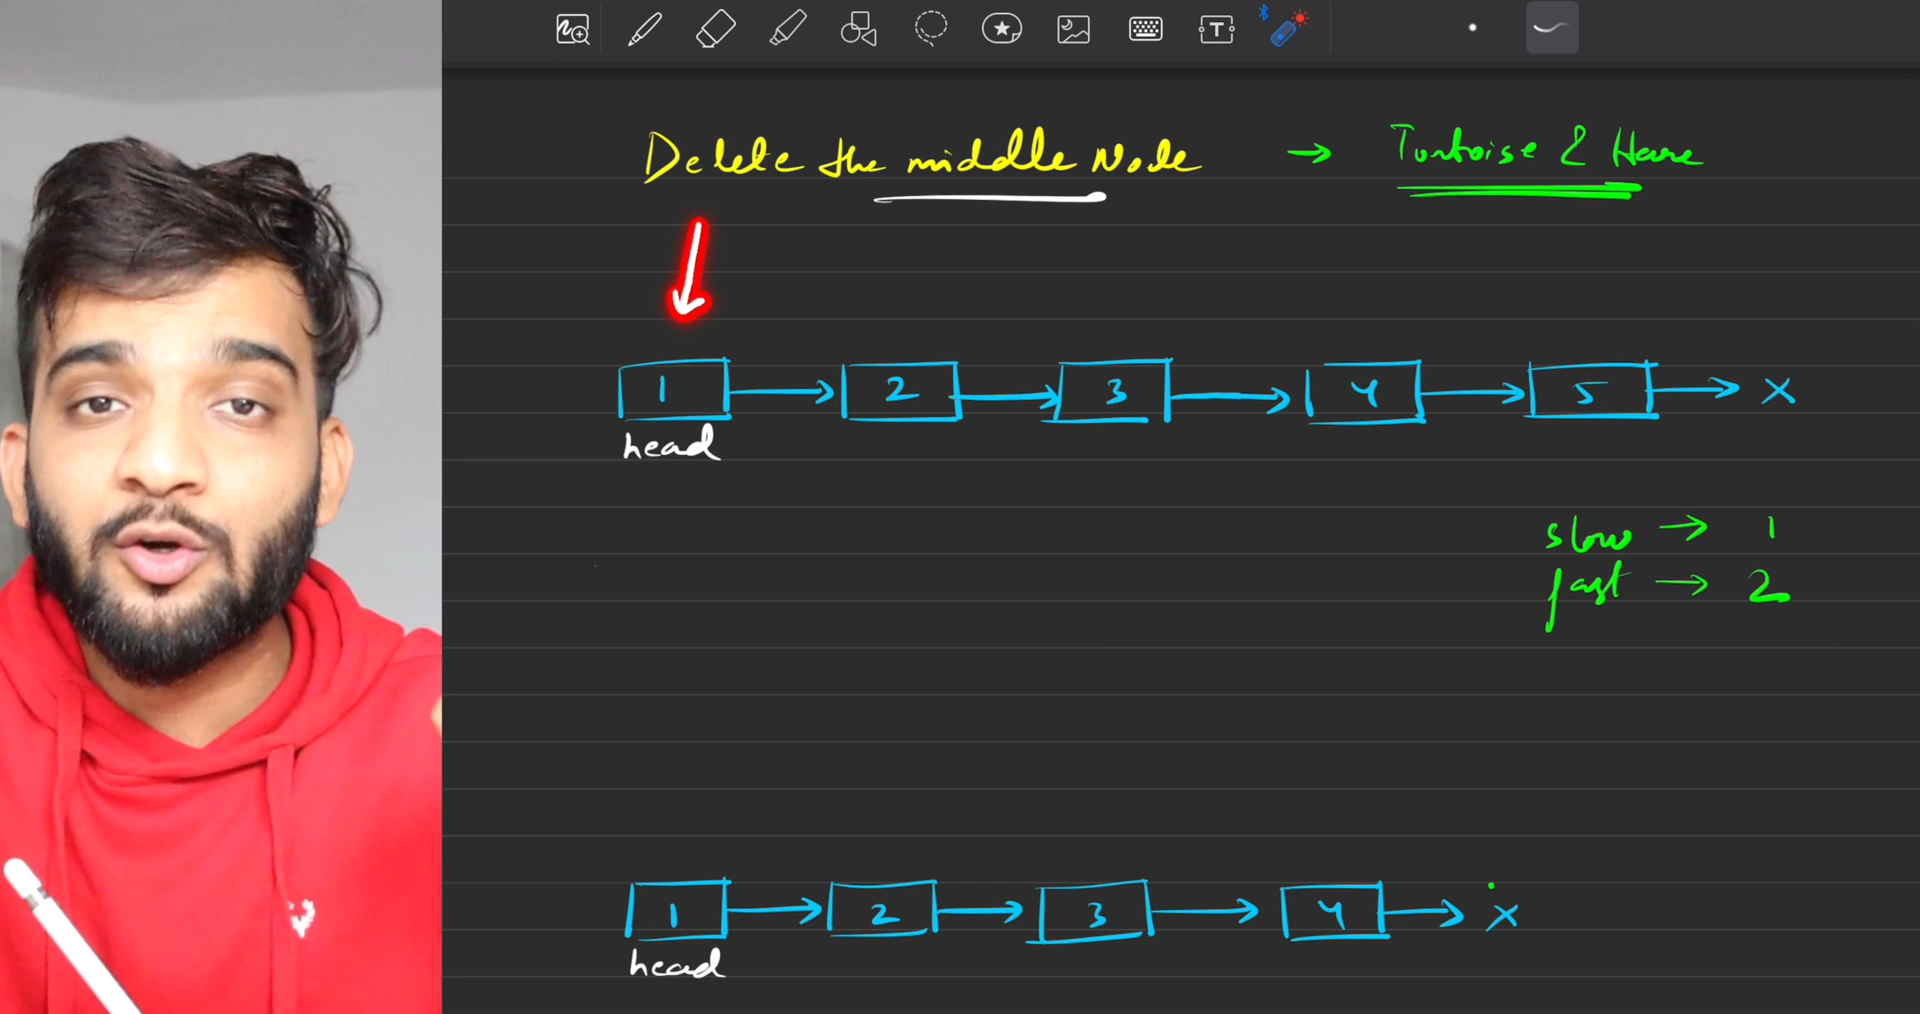 Delete the middle Node → Tortoise & Hare
1 → 2 → 3 → 4 → 5 → X
head
slow → 1
fast → 2
1 → 2 → 3 → 4 → X
head